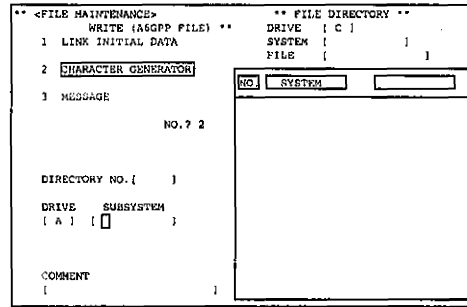 ** <FILE MAINTENANCE>
WRITE (A6GPP FILE) **
1 LINK INITIAL DATA
2 CHARACTER GENERATOR
3 MESSAGE
NO.? 2
DIRECTORY NO.[ ]
DRIVE SUBSYSTEM
[ A ] [ ]
COMMENT
[ ]
** FILE DIRECTORY **
DRIVE [ C ]
SYSTEM [ ]
FILE [ ]
NO. SYSTEM